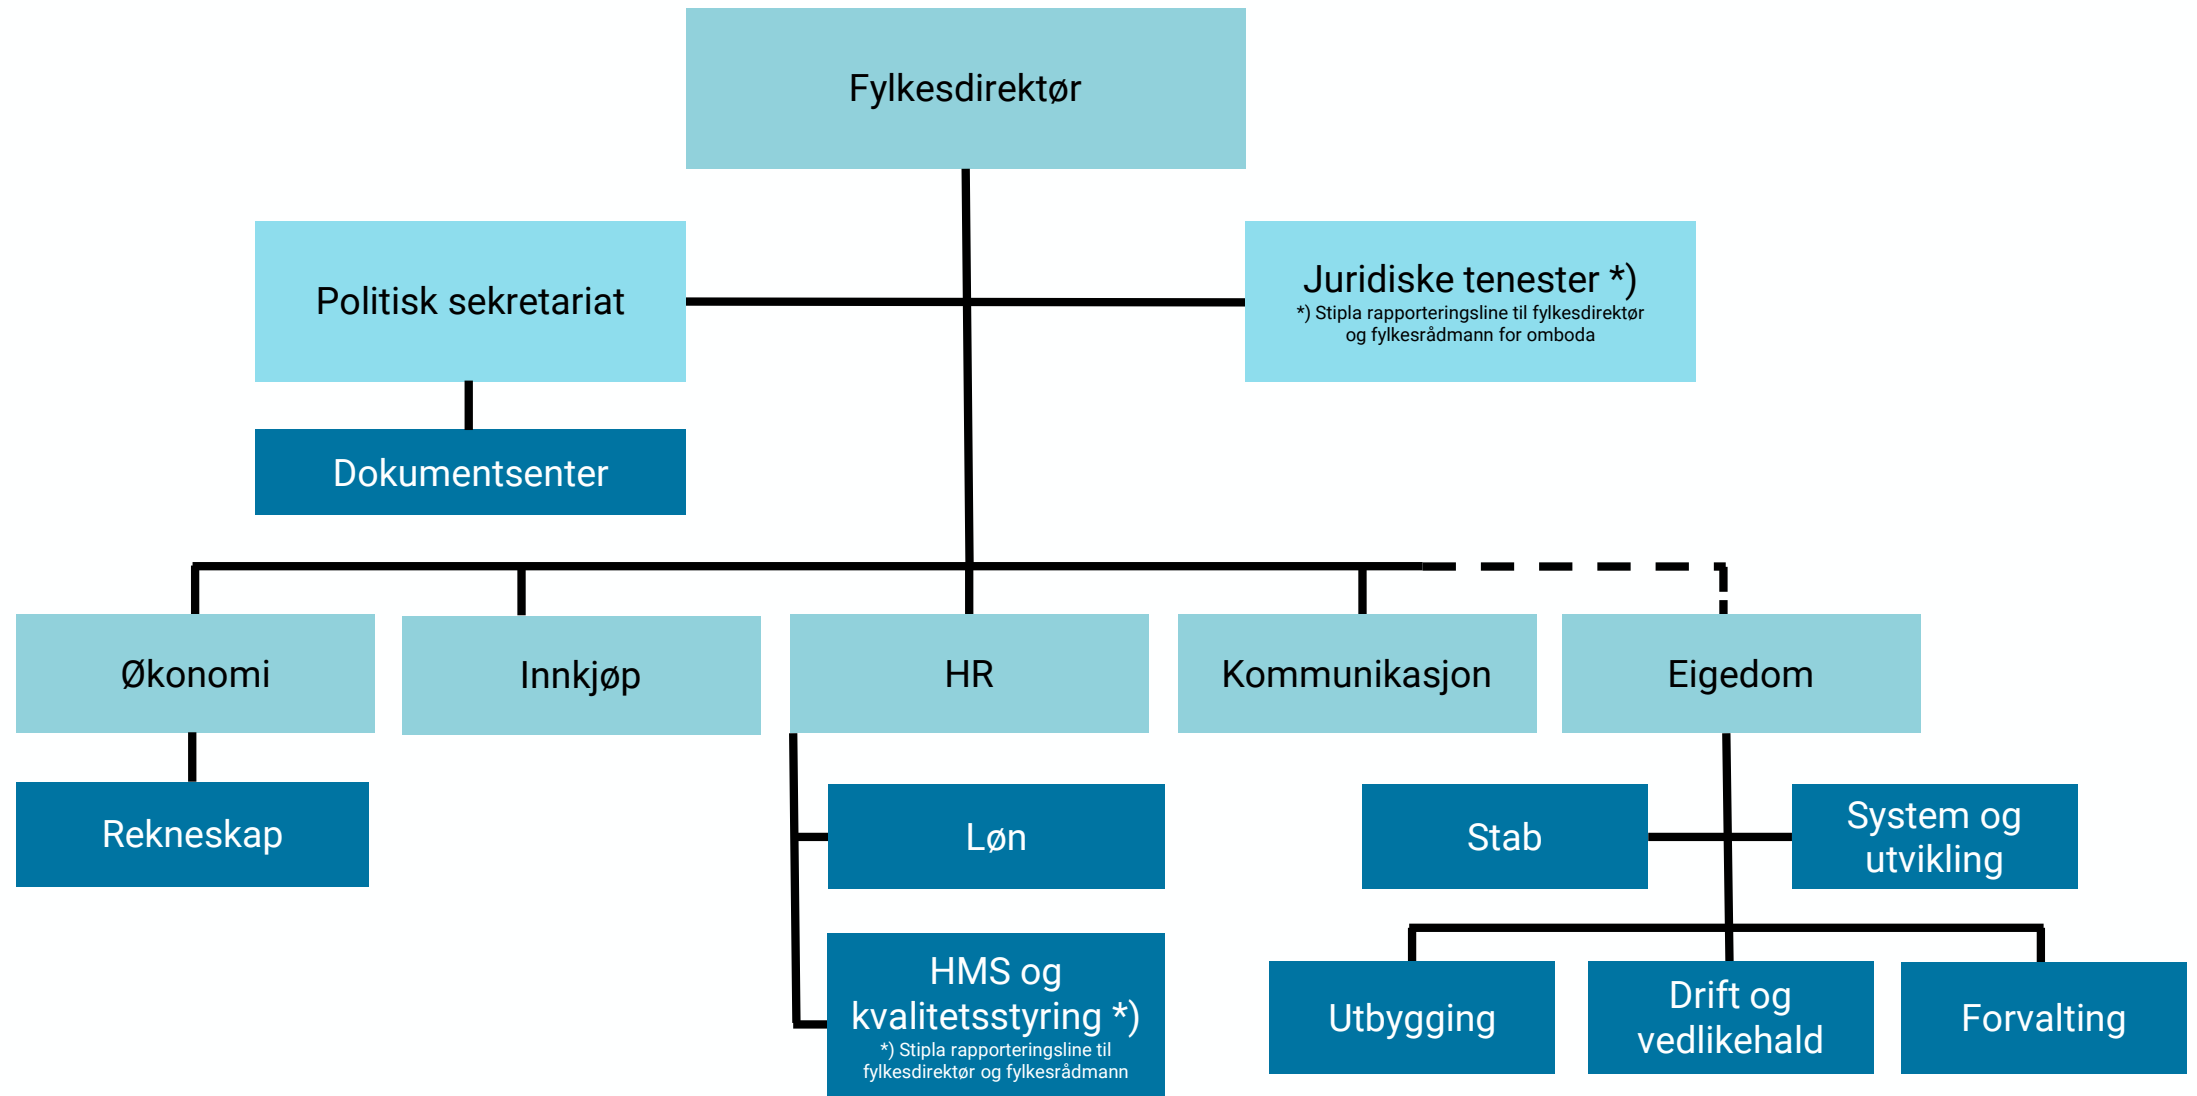 Fylkesdirektør
Politisk sekretariat
Juridiske tenester *)
*) Stipla rapporteringsline til fylkesdirektør
og fylkesrådmann for omboda
Dokumentsenter
Økonomi
Innkjøp
HR
Kommunikasjon
Eigedom
Rekneskap
Løn
Stab
System og
utvikling
HMS og
kvalitetsstyring *)
*) Stipla rapporteringsline til
fylkesdirektør og fylkesrådmann
Utbygging
Drift og
vedlikehald
Forvalting